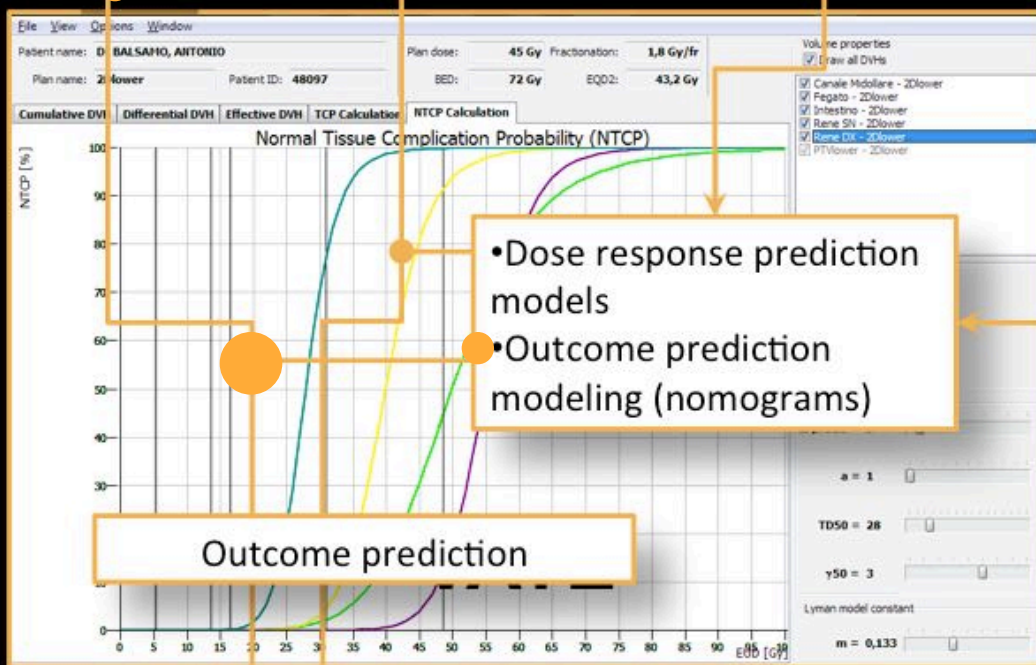 File View Options Window
Patient name: D BALSAMO, ANTONIO Plan dose: 45 Gy Fractionation: 1,8 Gy/fr
Plan name: 2Dlower Patient ID: 48097 BED: 72 Gy EQD2: 43,2 Gy
Volume properties
Draw all DVHs
Canale Midollare - 2Dlower
Fegato - 2Dlower
Intestino - 2Dlower
Rene SN - 2Dlower
Rene DX - 2Dlower
PTVlower - 2Dlower
Cumulative DVH Differential DVH Effective DVH TCP Calculation NTCP Calculation
Normal Tissue Complication Probability (NTCP)
NTCP [%]
100
90
80
70
60
50
40
30
10
0
•Dose response prediction
models
•Outcome prediction
modeling (nomograms)
Outcome prediction
a = 1
TD50 = 28
γ50 = 3
Lyman model constant
m = 0,133
0 5 10 15 20 25 30 35 40 45 50 55 60 65 70 75 80 85 90
EUD [Gy]